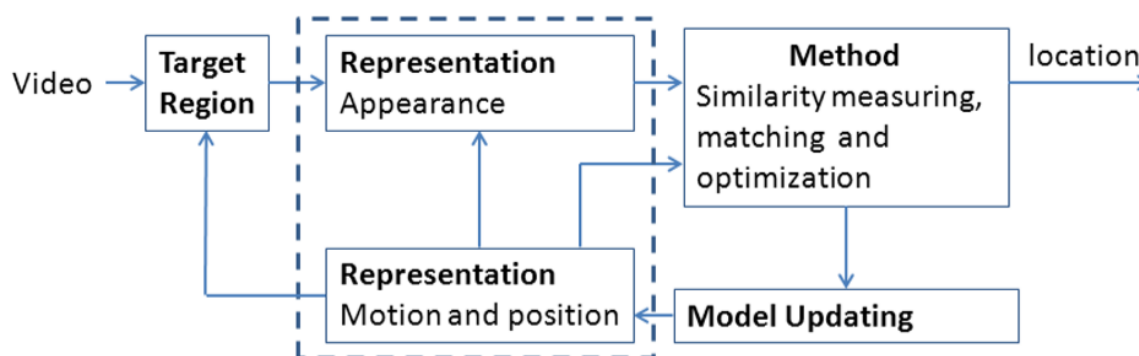 Video
Target
Region
Representation
Appearance
Method
Similarity measuring,
matching and
optimization
location
Representation
Motion and position
Model Updating